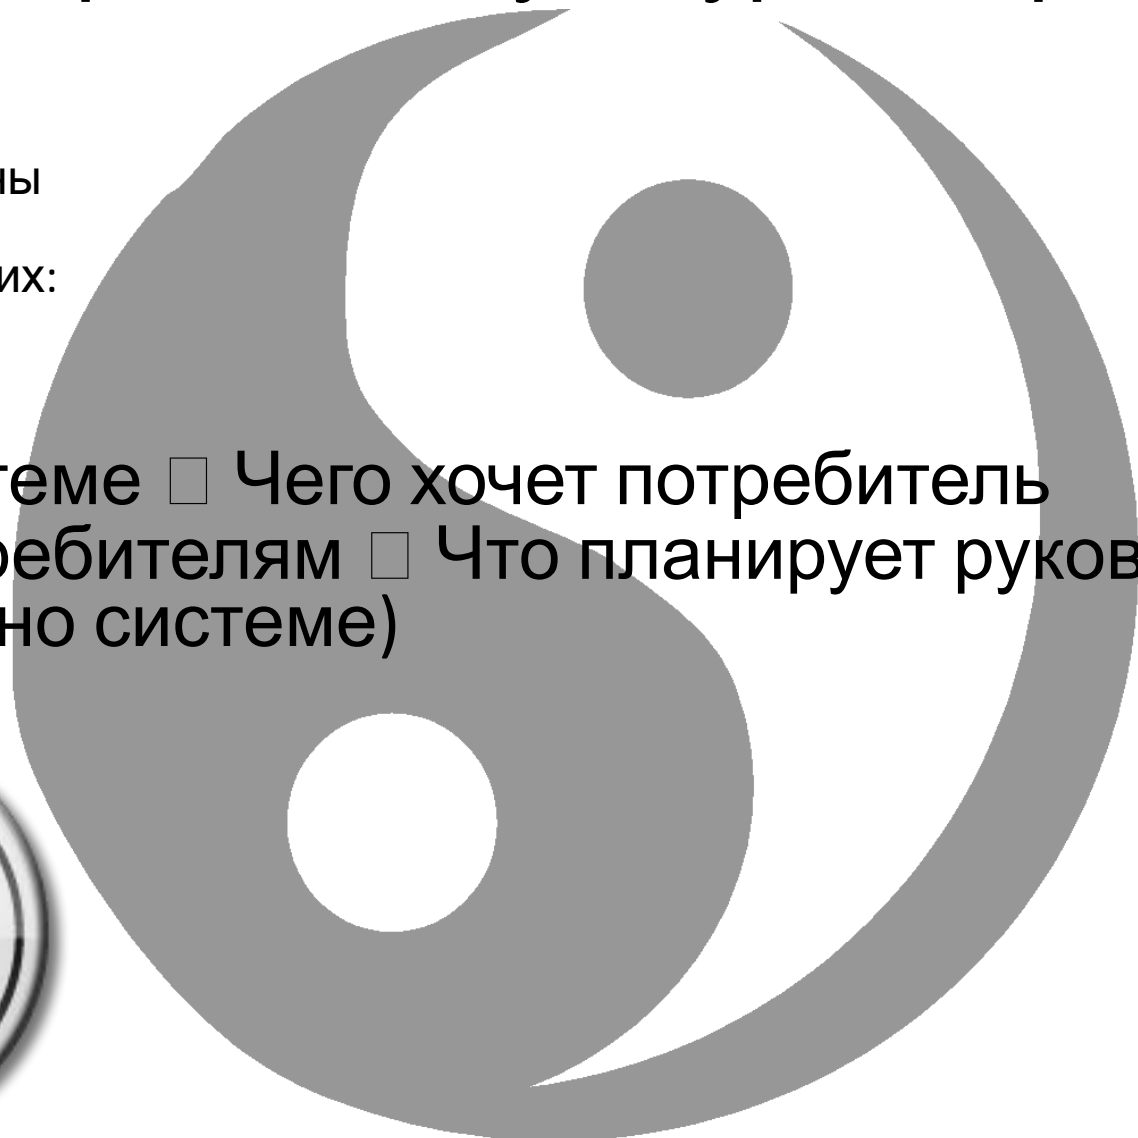 ны
их:
теме Чего хочет потребитель
ребителям Что планирует руков
но системе)